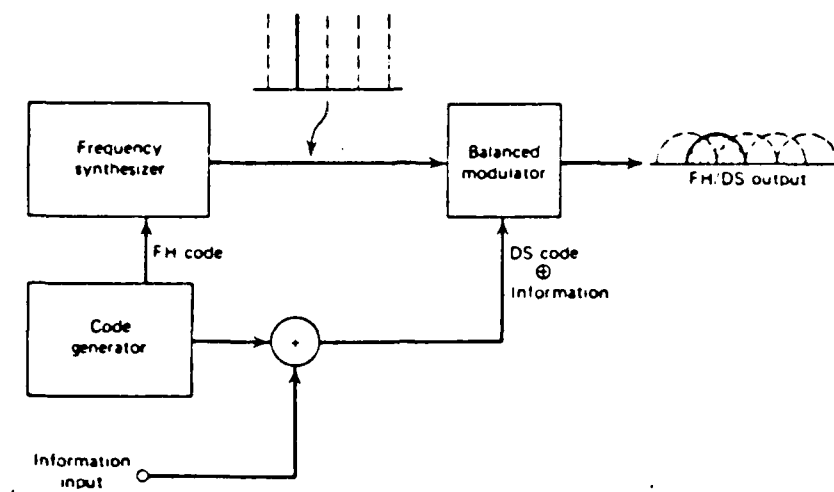 Frequency
synthesizer
Balanced
modulator
FH/DS output
FH code
DS code
⊕
Information
Code
generator
+
Information
input